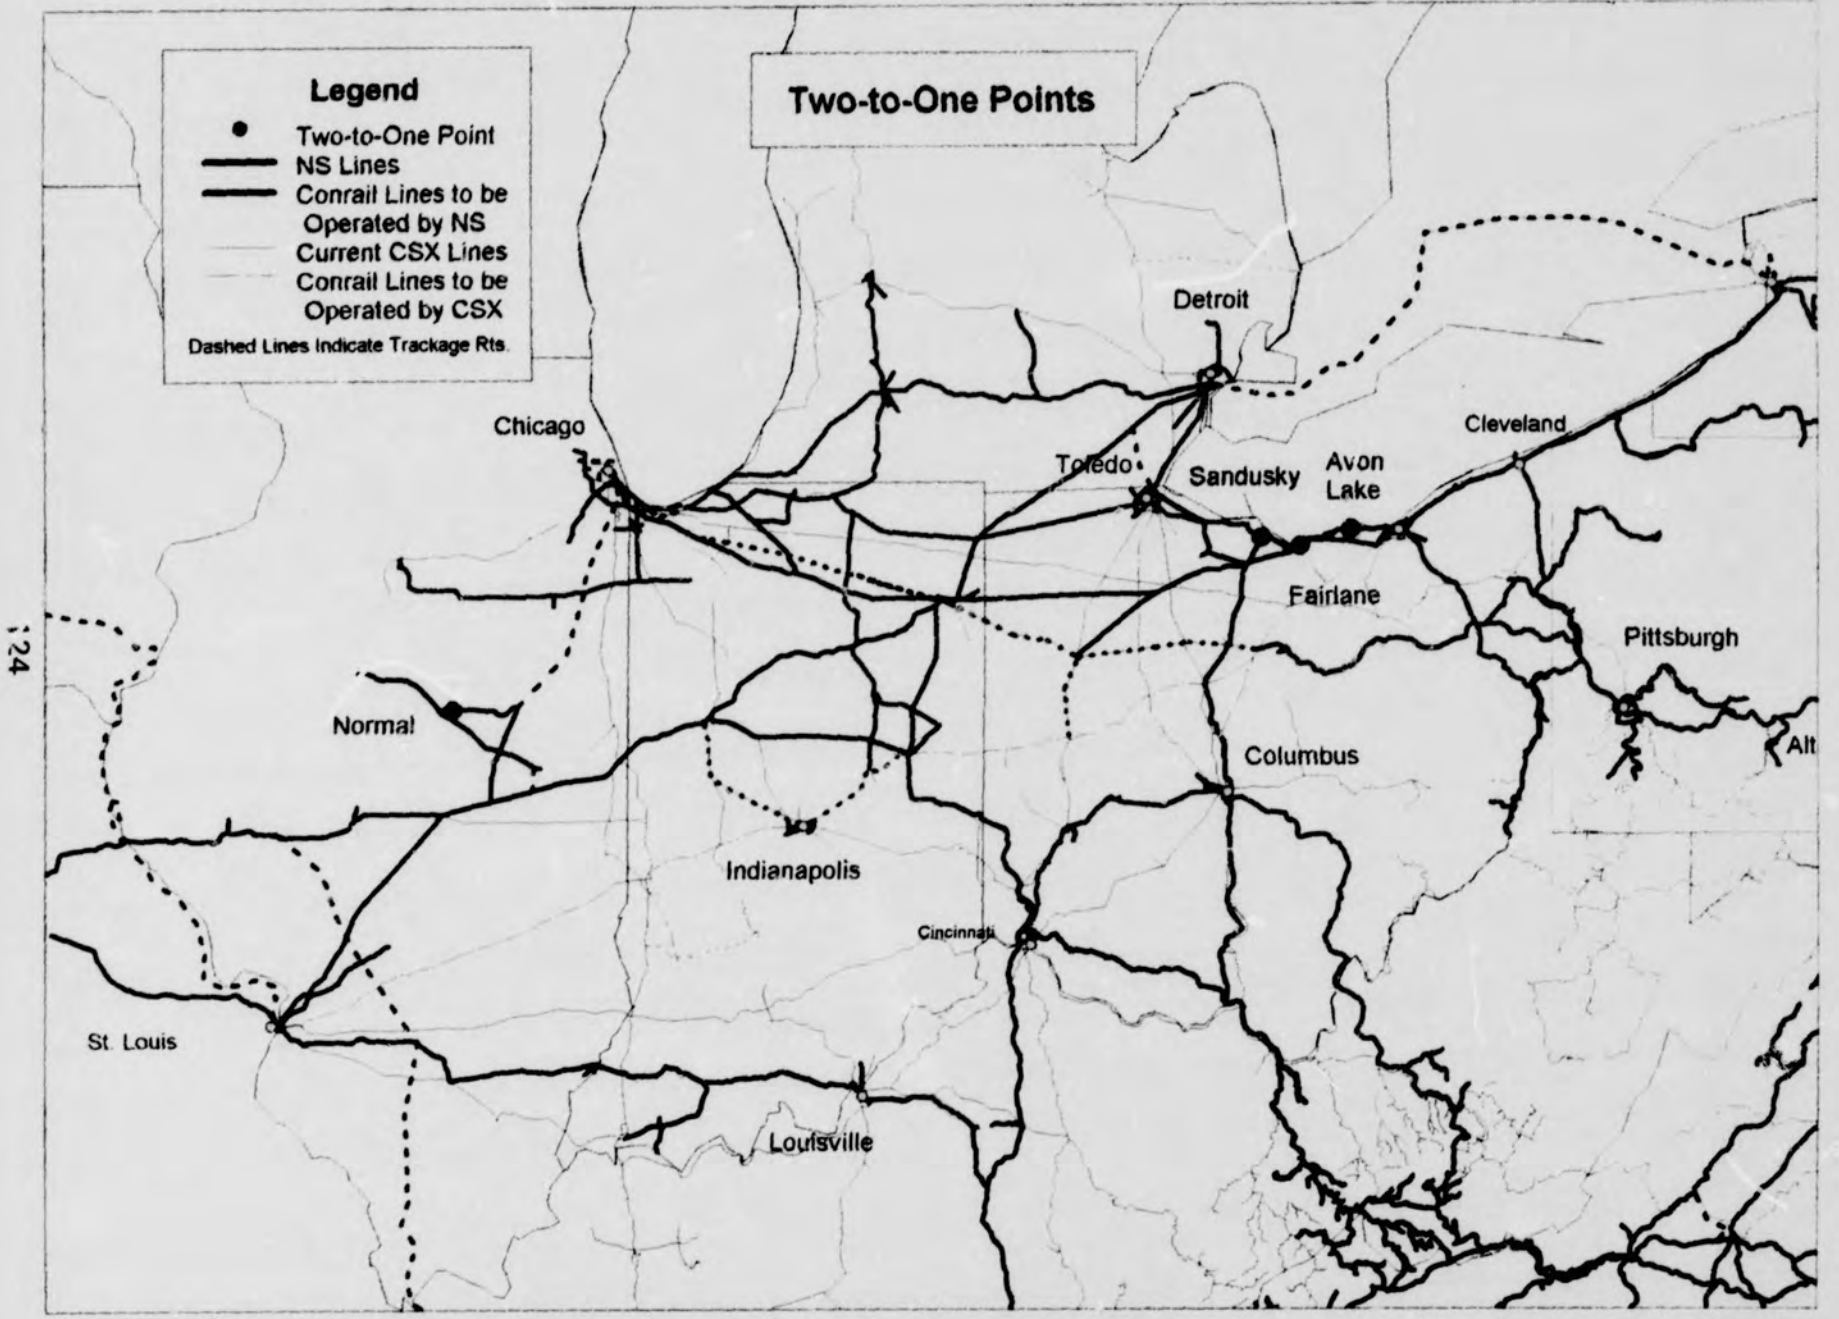 Legend
Two-to-One Point
NS Lines
Conrail Lines to be
Operated by NS
Current CSX Lines
Conrail Lines to be
Operated by CSX
Dashed Lines Indicate Trackage Rts.
Two-to-One Points
Detroit
Chicago
Cleveland
Toledo
Sandusky
Avon
Lake
Fairlane
Pittsburgh
Normal
Columbus
Alt
Indianapolis
Cincinnati
St. Louis
Louisville